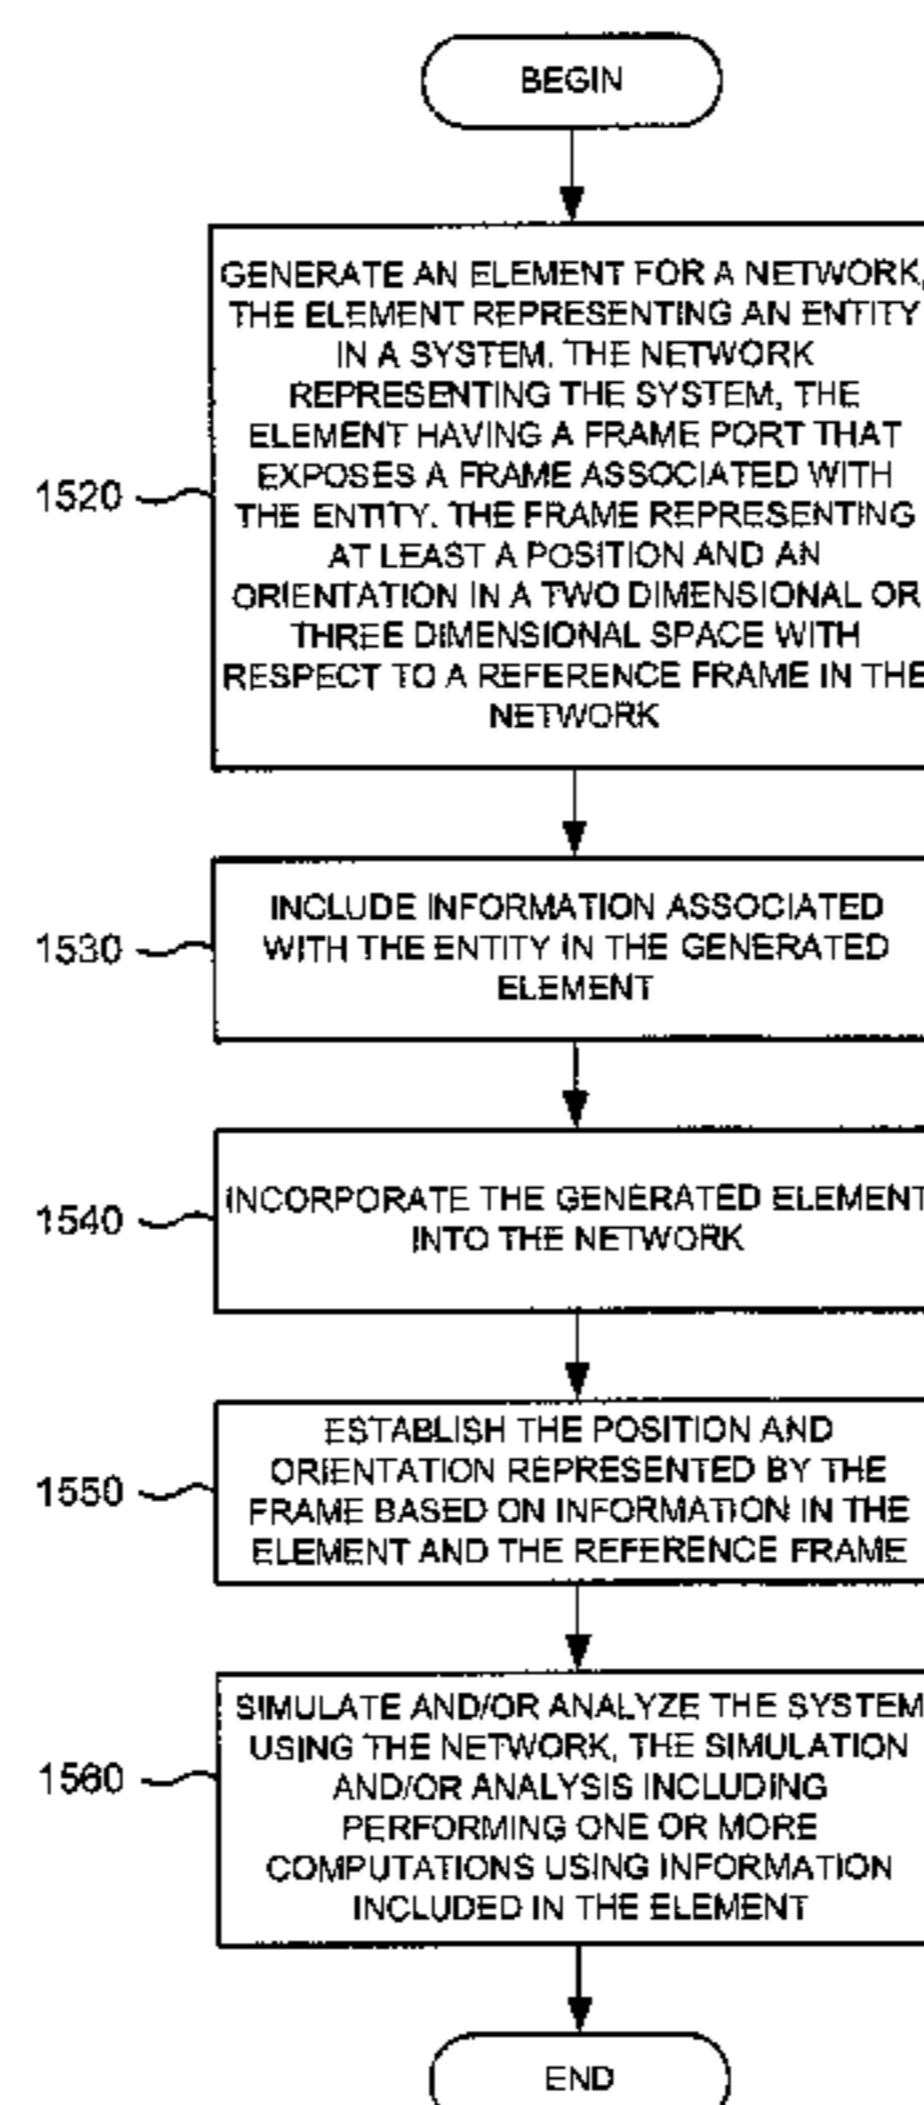 BEGIN
GENERATE AN ELEMENT FOR A NETWORK,
THE ELEMENT REPRESENTING AN ENTITY
IN A SYSTEM. THE NETWORK
REPRESENTING THE SYSTEM, THE
ELEMENT HAVING A FRAME PORT THAT
EXPOSES A FRAME ASSOCIATED WITH
THE ENTITY. THE FRAME REPRESENTING
AT LEAST A POSITION AND AN
ORIENTATION IN A TWO DIMENSIONAL OR
THREE DIMENSIONAL SPACE WITH
RESPECT TO A REFERENCE FRAME IN THE
NETWORK
1520
INCLUDE INFORMATION ASSOCIATED
WITH THE ENTITY IN THE GENERATED
ELEMENT
1530
INCORPORATE THE GENERATED ELEMENT
INTO THE NETWORK
1540
ESTABLISH THE POSITION AND
ORIENTATION REPRESENTED BY THE
FRAME BASED ON INFORMATION IN THE
ELEMENT AND THE REFERENCE FRAME
1550
SIMULATE AND/OR ANALYZE THE SYSTEM
USING THE NETWORK, THE SIMULATION
AND/OR ANALYSIS INCLUDING
PERFORMING ONE OR MORE
COMPUTATIONS USING INFORMATION
INCLUDED IN THE ELEMENT
1560
END